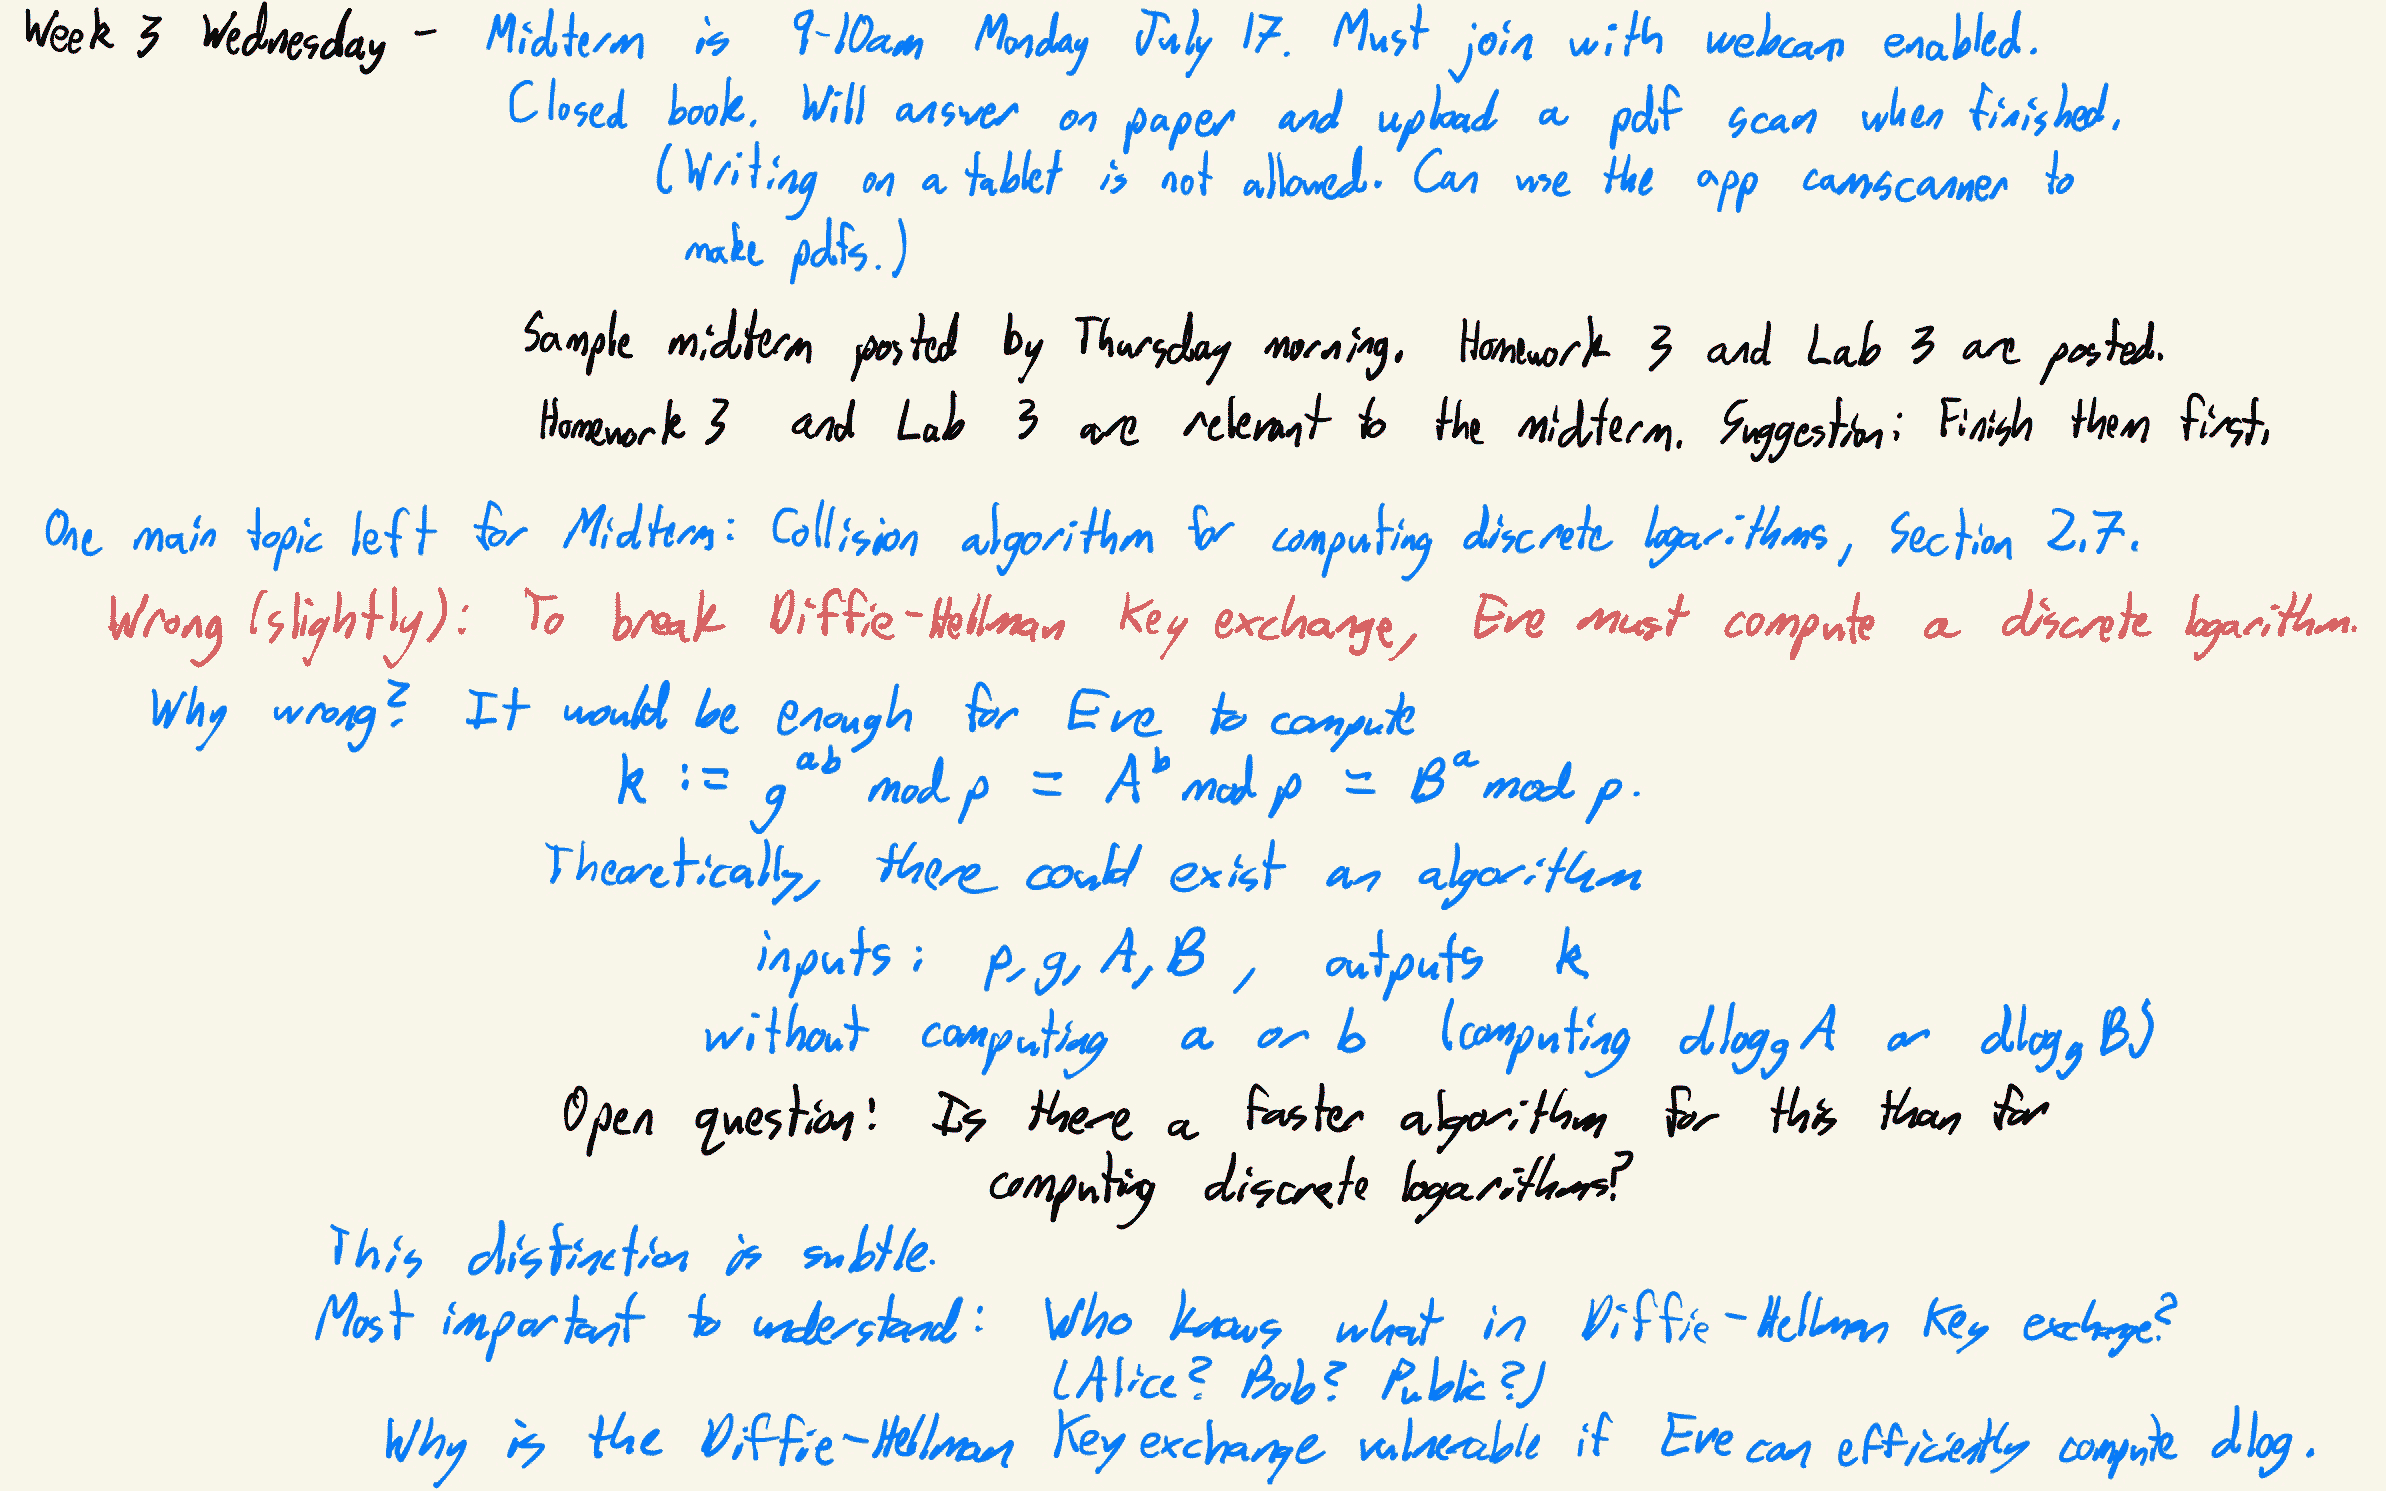 Week 3 Wednesday - Midterm is 9-10am Monday July 17. Must join with webcam enabled.
Closed book. Will answer on paper and upload a pdf scan when finished.
(Writing on a tablet is not allowed. Can use the app camscanner to
make pdfs.)
Sample midterm posted by Thursday morning. Homework 3 and Lab 3 are posted.
Homework 3 and Lab 3 are relevant to the midterm. Suggestion: Finish them first.
One main topic left for Midterm: Collision algorithm for computing discrete logarithms, Section 2.7.
Wrong (slightly): To break Diffie-Hellman Key exchange, Eve must compute a discrete logarithm.
Why wrong? It would be enough for Eve to compute
k := g^{ab} mod p = A^b mod p = B^a mod p.
Theoretically, there could exist an algorithm
inputs: p, g, A, B, outputs k
without computing a or b (computing dlog_g A or dlog_g B)
Open question: Is there a faster algorithm for this than for
computing discrete logarithms?
This distinction is subtle.
Most important to understand: Who knows what in Diffie-Hellman Key exchange?
(Alice? Bob? Public?)
Why is the Diffie-Hellman Key exchange vulnerable if Eve can efficiently compute dlog.